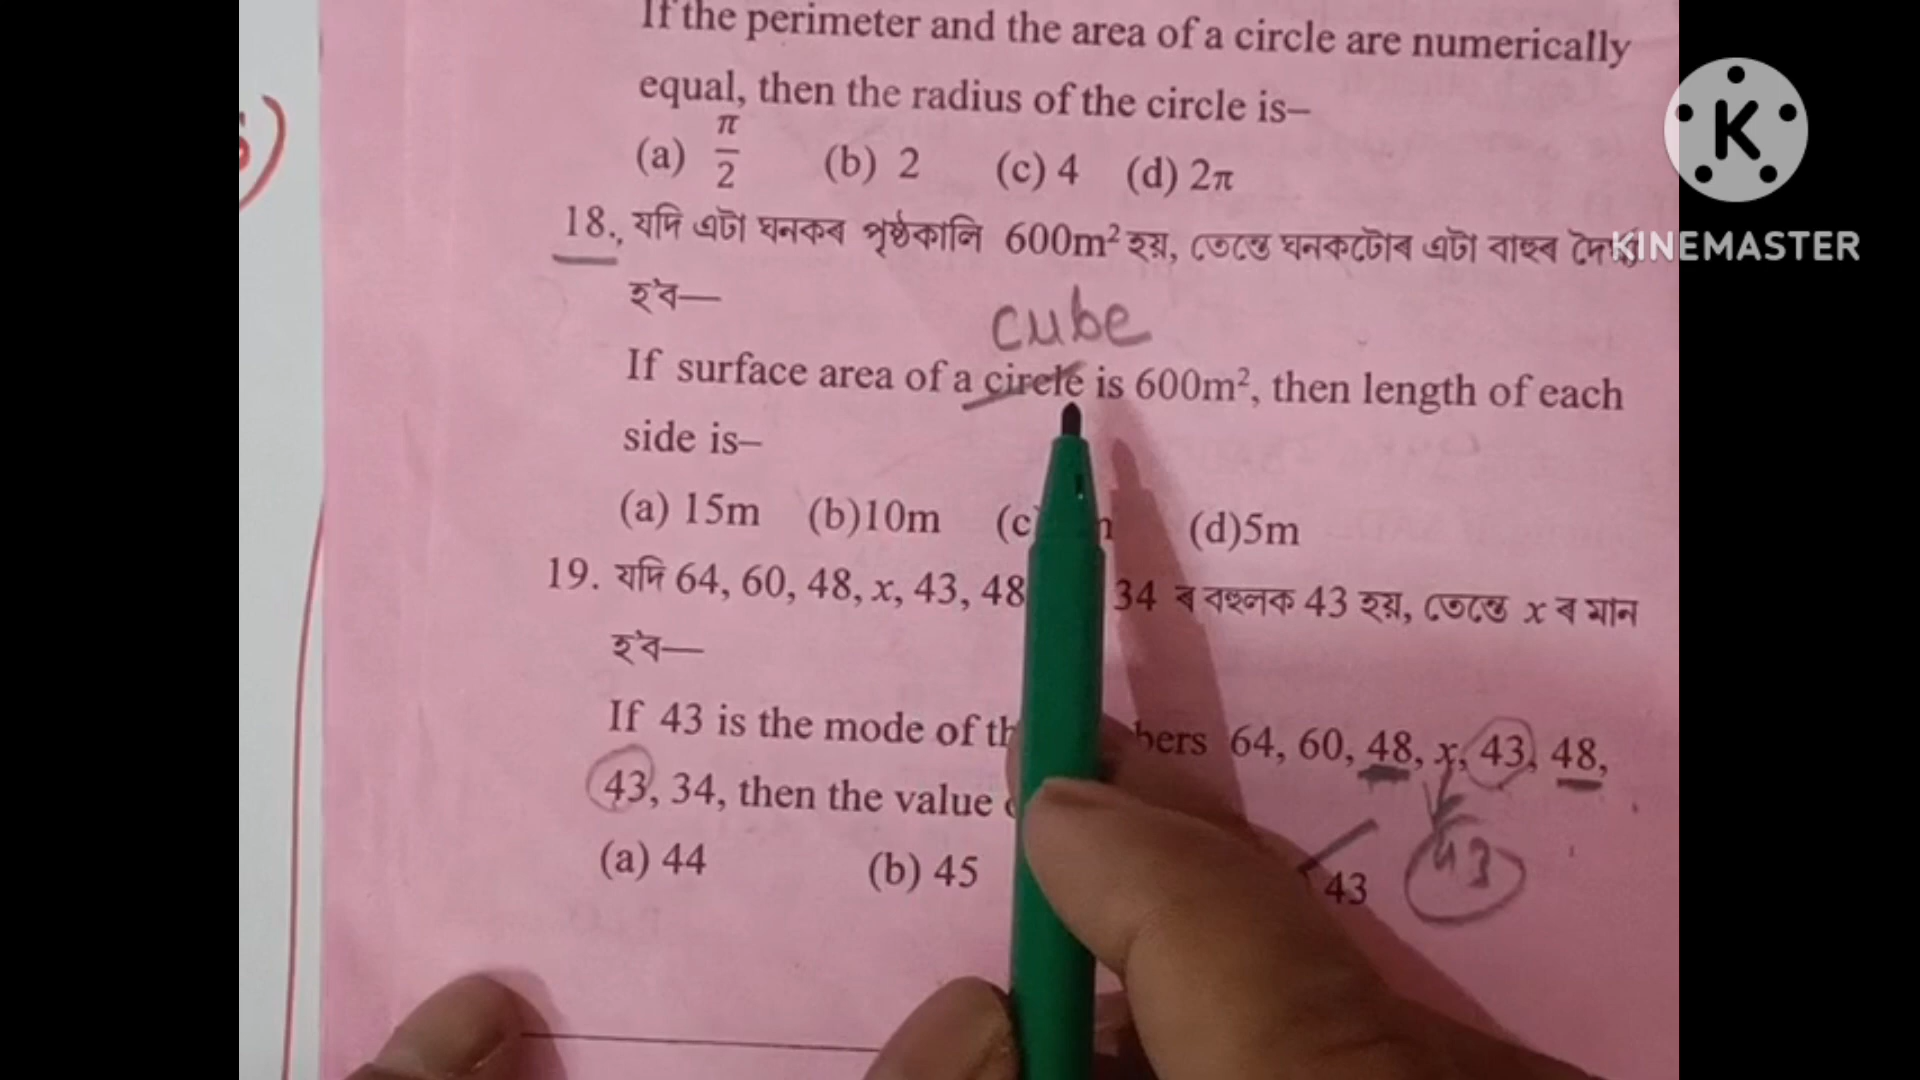 If the perimeter and the area of a circle are numerically
equal, then the radius of the circle is–
(a) π/2 (b) 2 (c) 4 (d) 2π
18. যদি এটা ঘনকৰ পৃষ্ঠকালি 600m² হয়, তেন্তে ঘনকটোৰ এটা বাহুৰ
হ'ব—
cube
If surface area of a circle is 600m², then length of each
side is–
(a) 15m (b)10m (c) (d)5m
19. যদি 64, 60, 48, x, 43, 48 34 ৰ বহুলক 43 হয়, তেন্তে x ৰ মান
হ'ব—
If 43 is the mode of 64, 60, 48, x, 43, 48,
43, 34, then the value
43
(a) 44 (b) 45 43
K
KINEMASTER